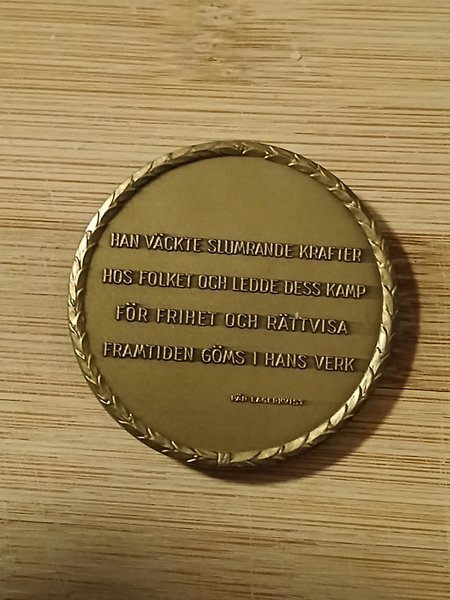 HAN VÄCKTE SLUMRANDE KRAFTER
HOS FOLKET OCH LEDDE DESS KAMP
FÖR FRIHET OCH RÄTTVISA
FRAMTIDEN GÖMS I HANS VERK
PÄR LAGERKVIST